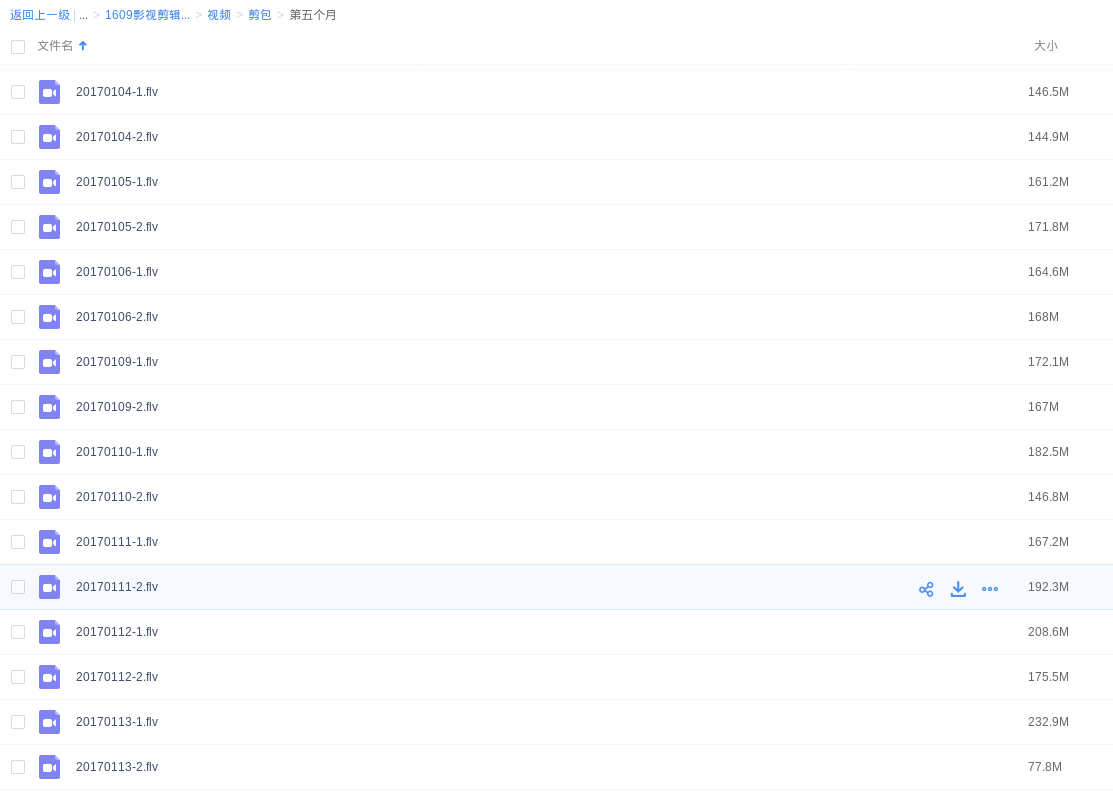 返回上一级 | ... > 1609影视剪辑... > 视频 > 剪包 > 第五个月
文件名 大小
20170104-1.flv 146.5M
20170104-2.flv 144.9M
20170105-1.flv 161.2M
20170105-2.flv 171.8M
20170106-1.flv 164.6M
20170106-2.flv 168M
20170109-1.flv 172.1M
20170109-2.flv 167M
20170110-1.flv 182.5M
20170110-2.flv 146.8M
20170111-1.flv 167.2M
20170111-2.flv 192.3M
20170112-1.flv 208.6M
20170112-2.flv 175.5M
20170113-1.flv 232.9M
20170113-2.flv 77.8M